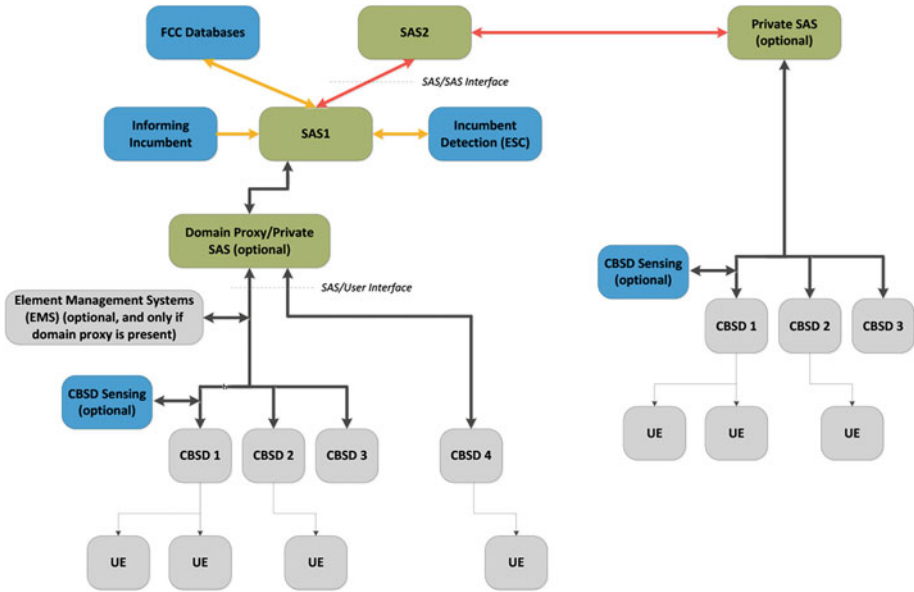 FCC Databases
SAS2
Private SAS
(optional)
SAS/SAS Interface
Informing
Incumbent
SAS1
Incumbent
Detection (ESC)
Domain Proxy/Private
SAS (optional)
CBSD Sensing
(optional)
SAS/User Interface
Element Management Systems
(EMS) (optional, and only if
domain proxy is present)
CBSD 1
CBSD 2
CBSD 3
CBSD Sensing
(optional)
UE
UE
UE
CBSD 1
CBSD 2
CBSD 3
CBSD 4
UE
UE
UE
UE